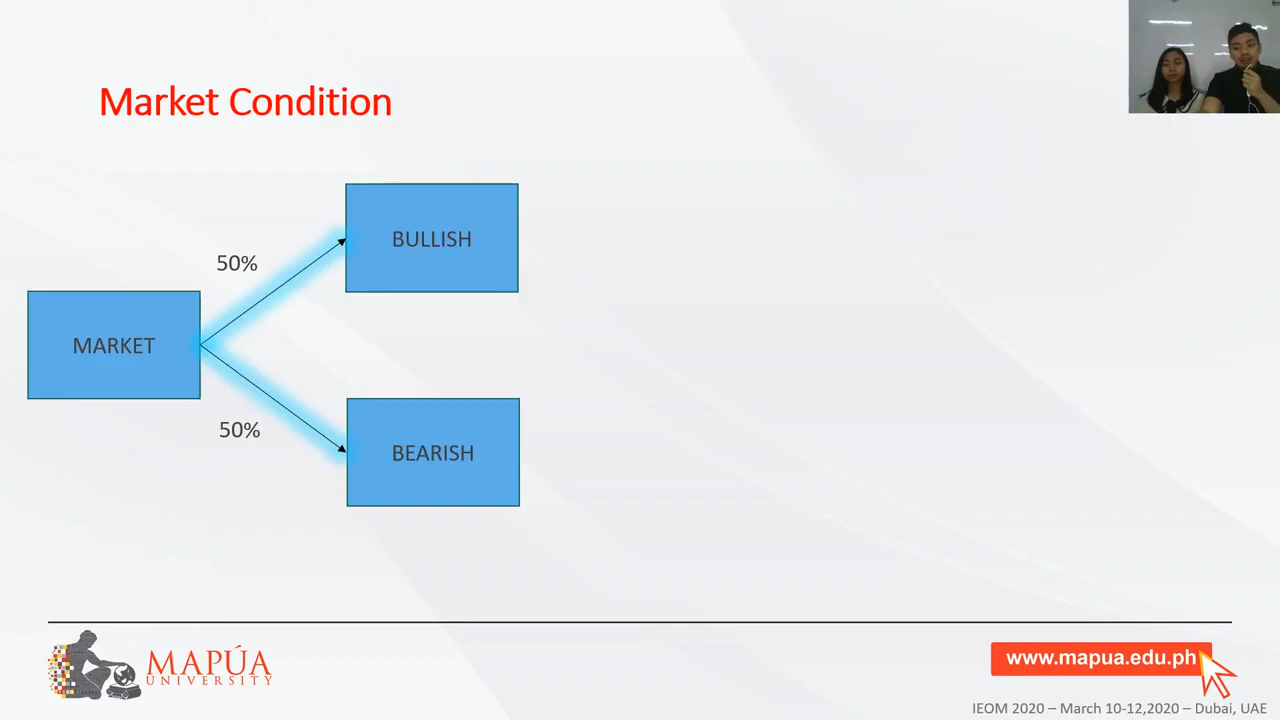 Market Condition
BULLISH
50%
MARKET
50%
BEARISH
MAPÚA
UNIVERSITY
www.mapua.edu.ph
IEOM 2020 – March 10-12,2020 – Dubai, UAE